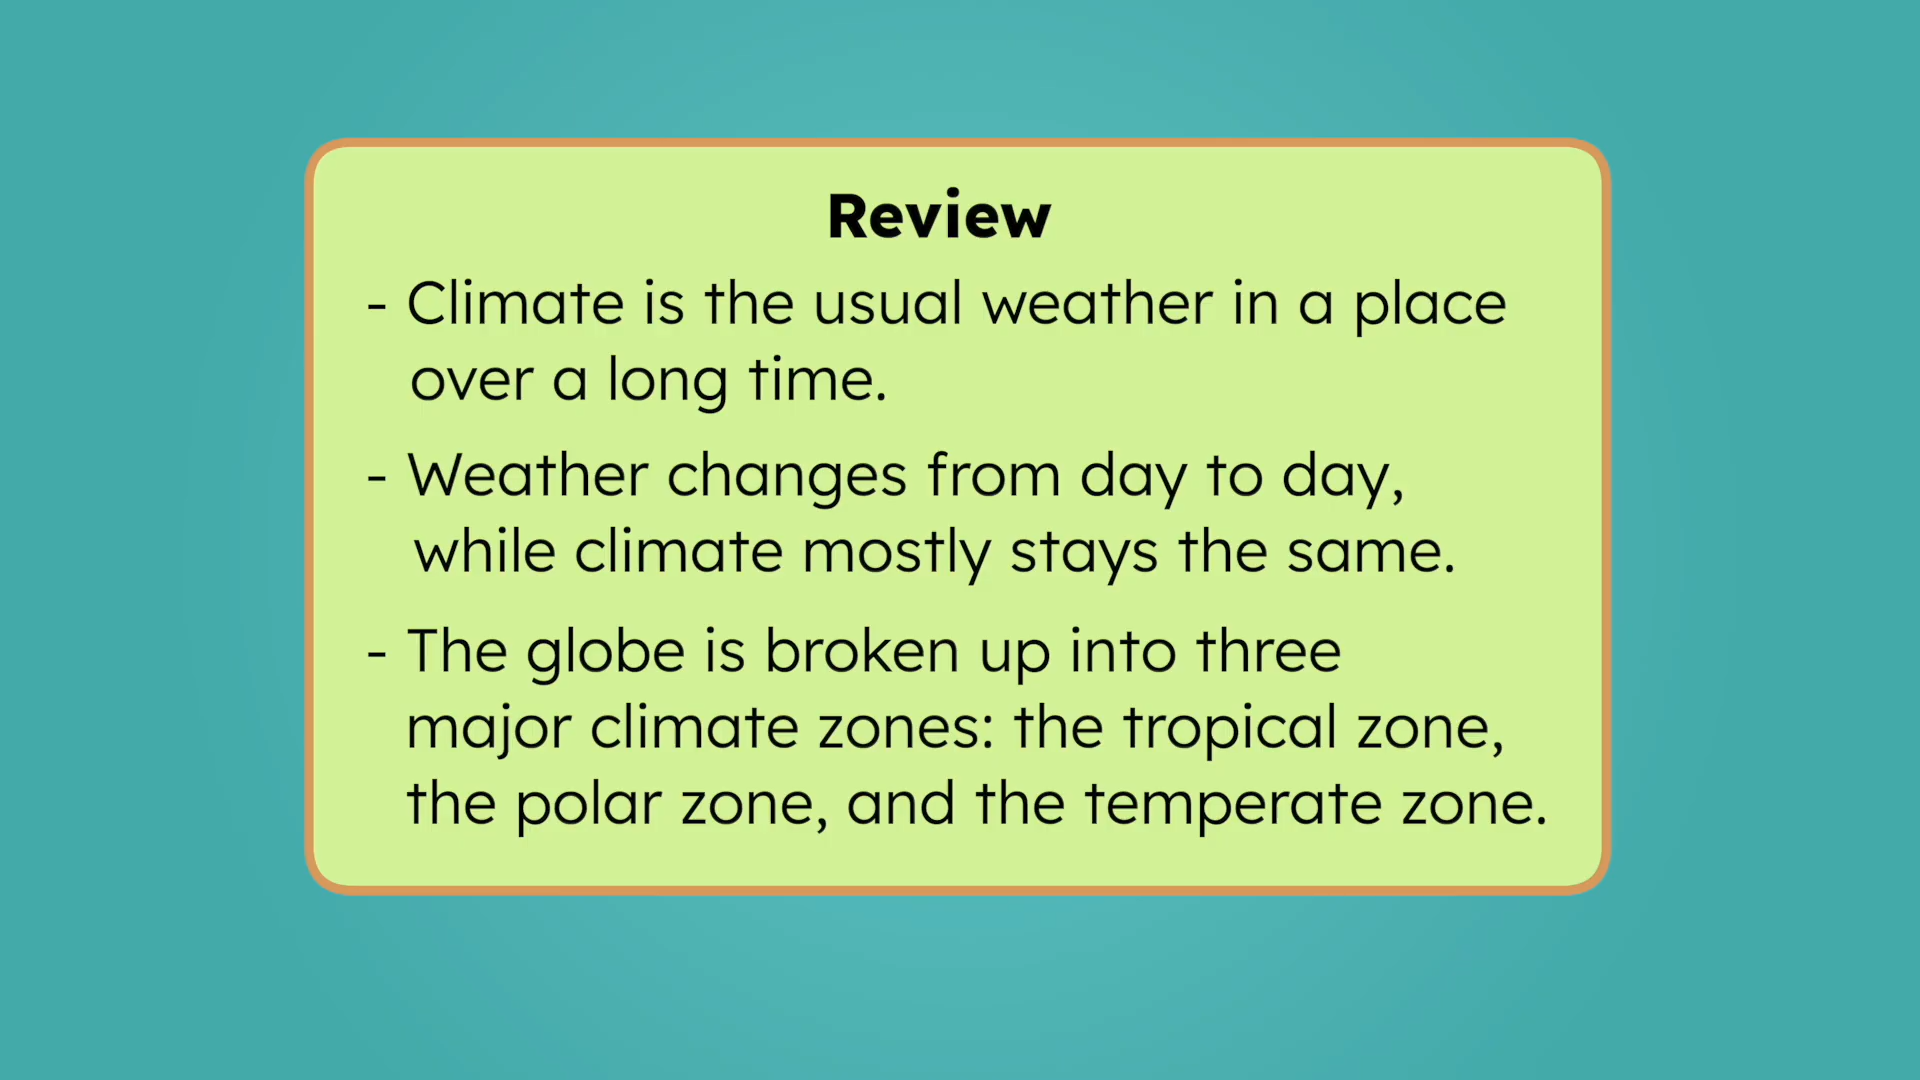 Review
- Climate is the usual weather in a place
over a long time.
- Weather changes from day to day,
while climate mostly stays the same.
- The globe is broken up into three
major climate zones: the tropical zone,
the polar zone, and the temperate zone.